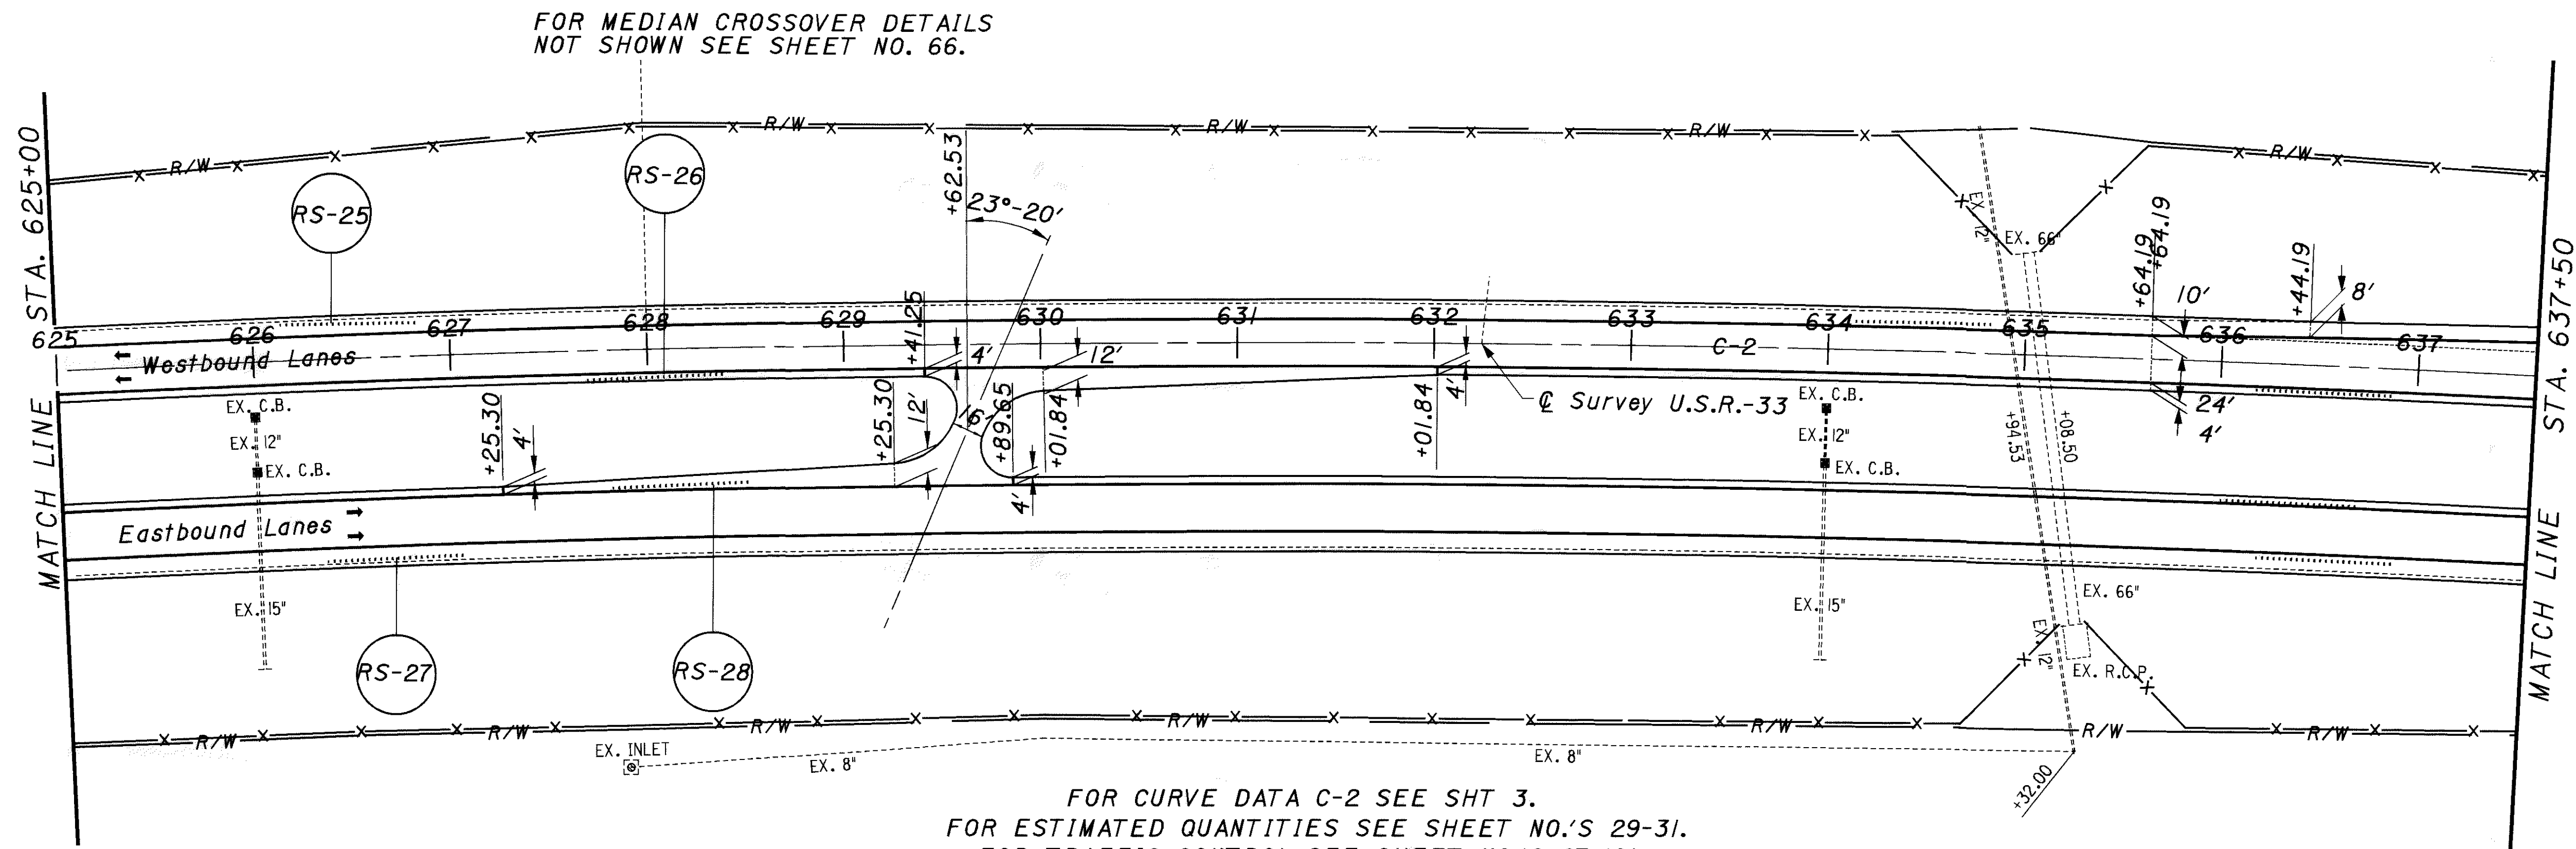 FOR MEDIAN CROSSOVER DETAILS
NOT SHOWN SEE SHEET NO. 66.
STA. 625+00
MATCH LINE
R/W
R/W
R/W
R/W
R/W
RS-25
RS-26
+62.53
23°-20'
EX. 12"
EX. 66"
+64.19
+64.19
+44.19
10'
8'
STA. 637+50
MATCH LINE
625
626
627
628
629
630
631
632
633
634
635
636
637
Westbound Lanes
+41.25
4'
12'
C-2
4'
℄ Survey U.S.R.-33
24'
4'
EX. C.B.
EX. 12"
EX. C.B.
+25.30
4'
+25.30
12'
16'
+89.65
+01.84
4'
+01.84
EX. C.B.
EX. 12"
EX. C.B.
+94.53
+08.50
Eastbound Lanes
EX. 15"
EX. 15"
EX. 66"
EX. 12"
EX. R.C.P.
RS-27
RS-28
MATCH LINE
R/W
R/W
R/W
R/W
R/W
R/W
R/W
EX. INLET
EX. 8"
EX. 8"
+32.00
FOR CURVE DATA C-2 SEE SHT 3.
FOR ESTIMATED QUANTITIES SEE SHEET NO.'S 29-31.